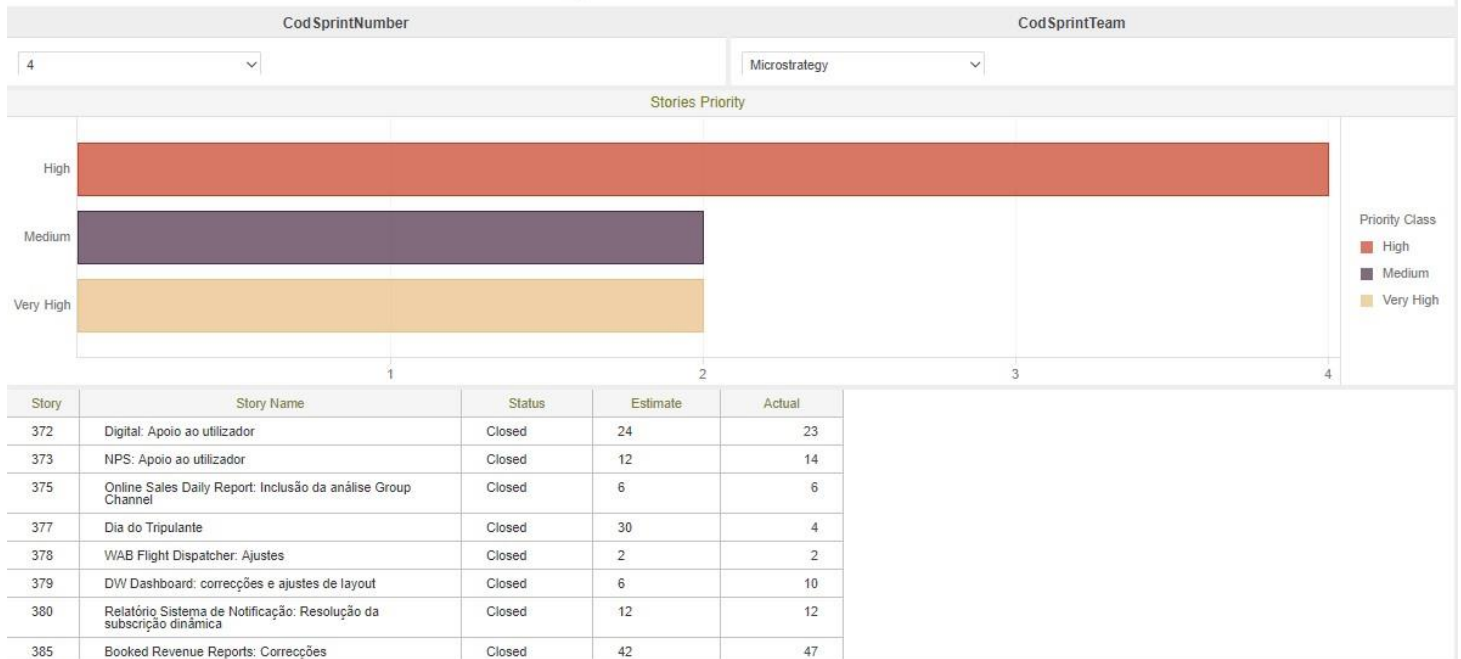 CodSprintNumber CodSprintTeam
4 Microstrategy
Stories Priority
High
Medium
Very High
Priority Class
High
Medium
Very High
1 2 3 4
Story Story Name Status Estimate Actual
372 Digital: Apoio ao utilizador Closed 24 23
373 NPS: Apoio ao utilizador Closed 12 14
375 Online Sales Daily Report: Inclusão da análise Group Closed 6 6
Channel
377 Dia do Tripulante Closed 30 4
378 WAB Flight Dispatcher: Ajustes Closed 2 2
379 DW Dashboard: correcções e ajustes de layout Closed 6 10
380 Relatório Sistema de Notificação: Resolução da Closed 12 12
subscrição dinâmica
385 Booked Revenue Reports: Correcções Closed 42 47